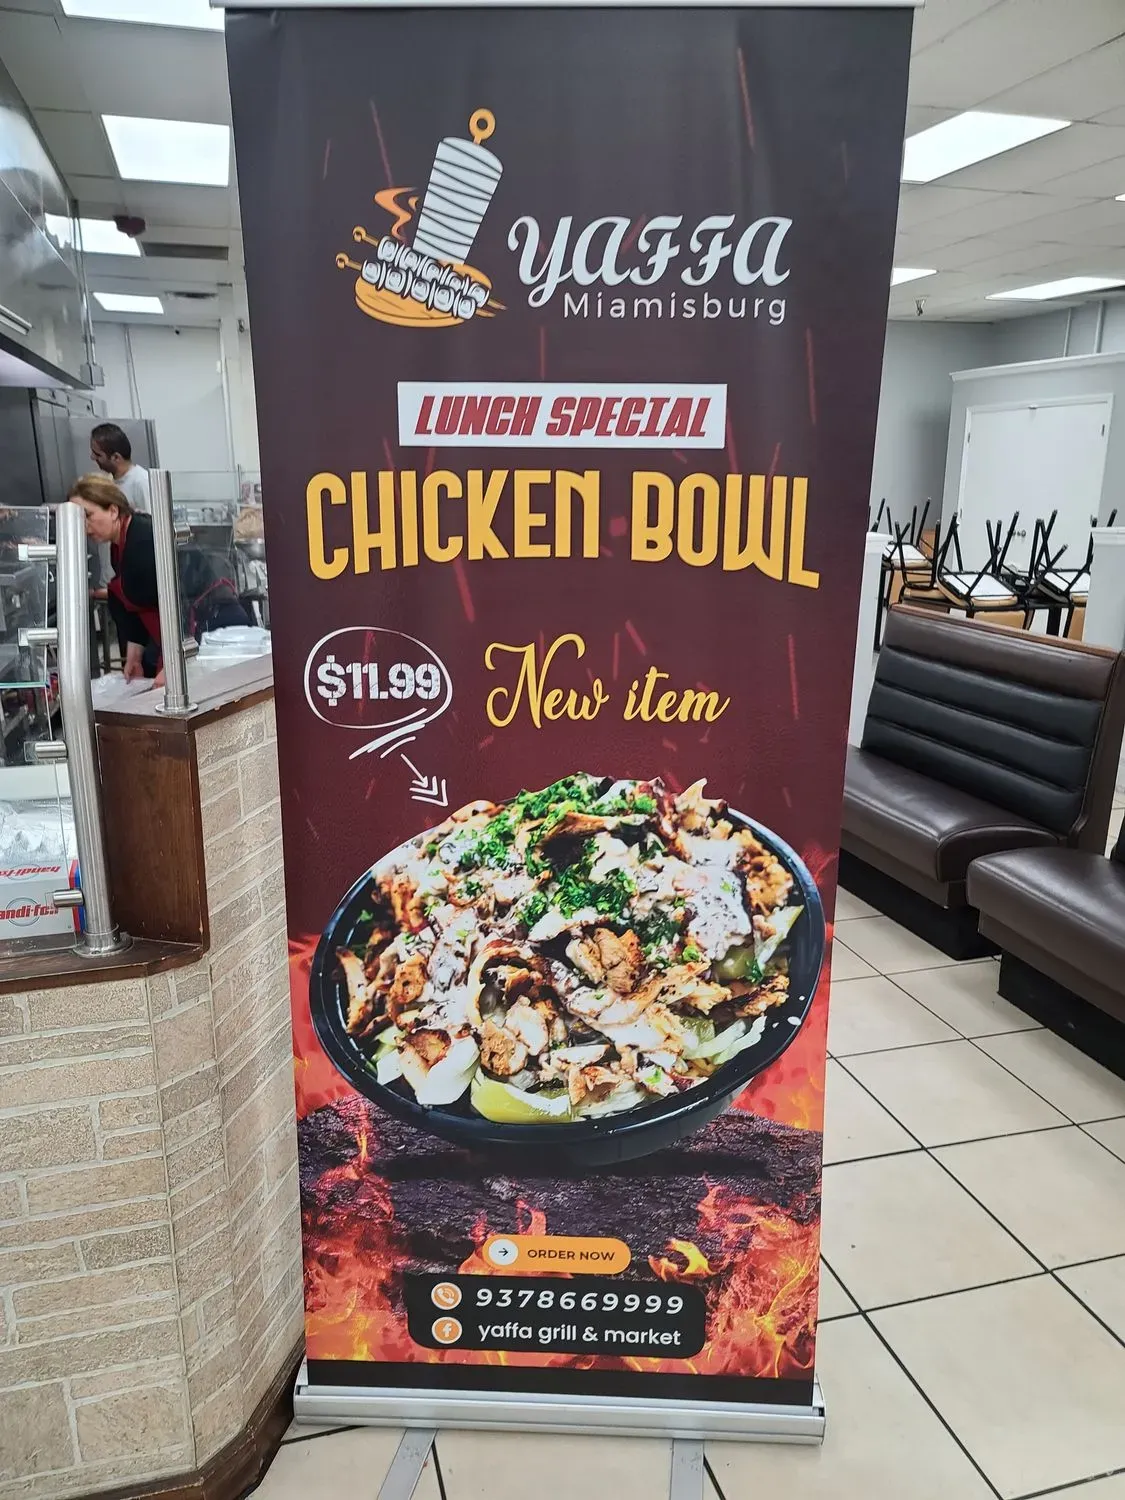 YAFFA
Miamisburg
LUNCH SPECIAL
CHICKEN BOWL
$11.99
New item
ORDER NOW
9378669999
yaffa grill & market